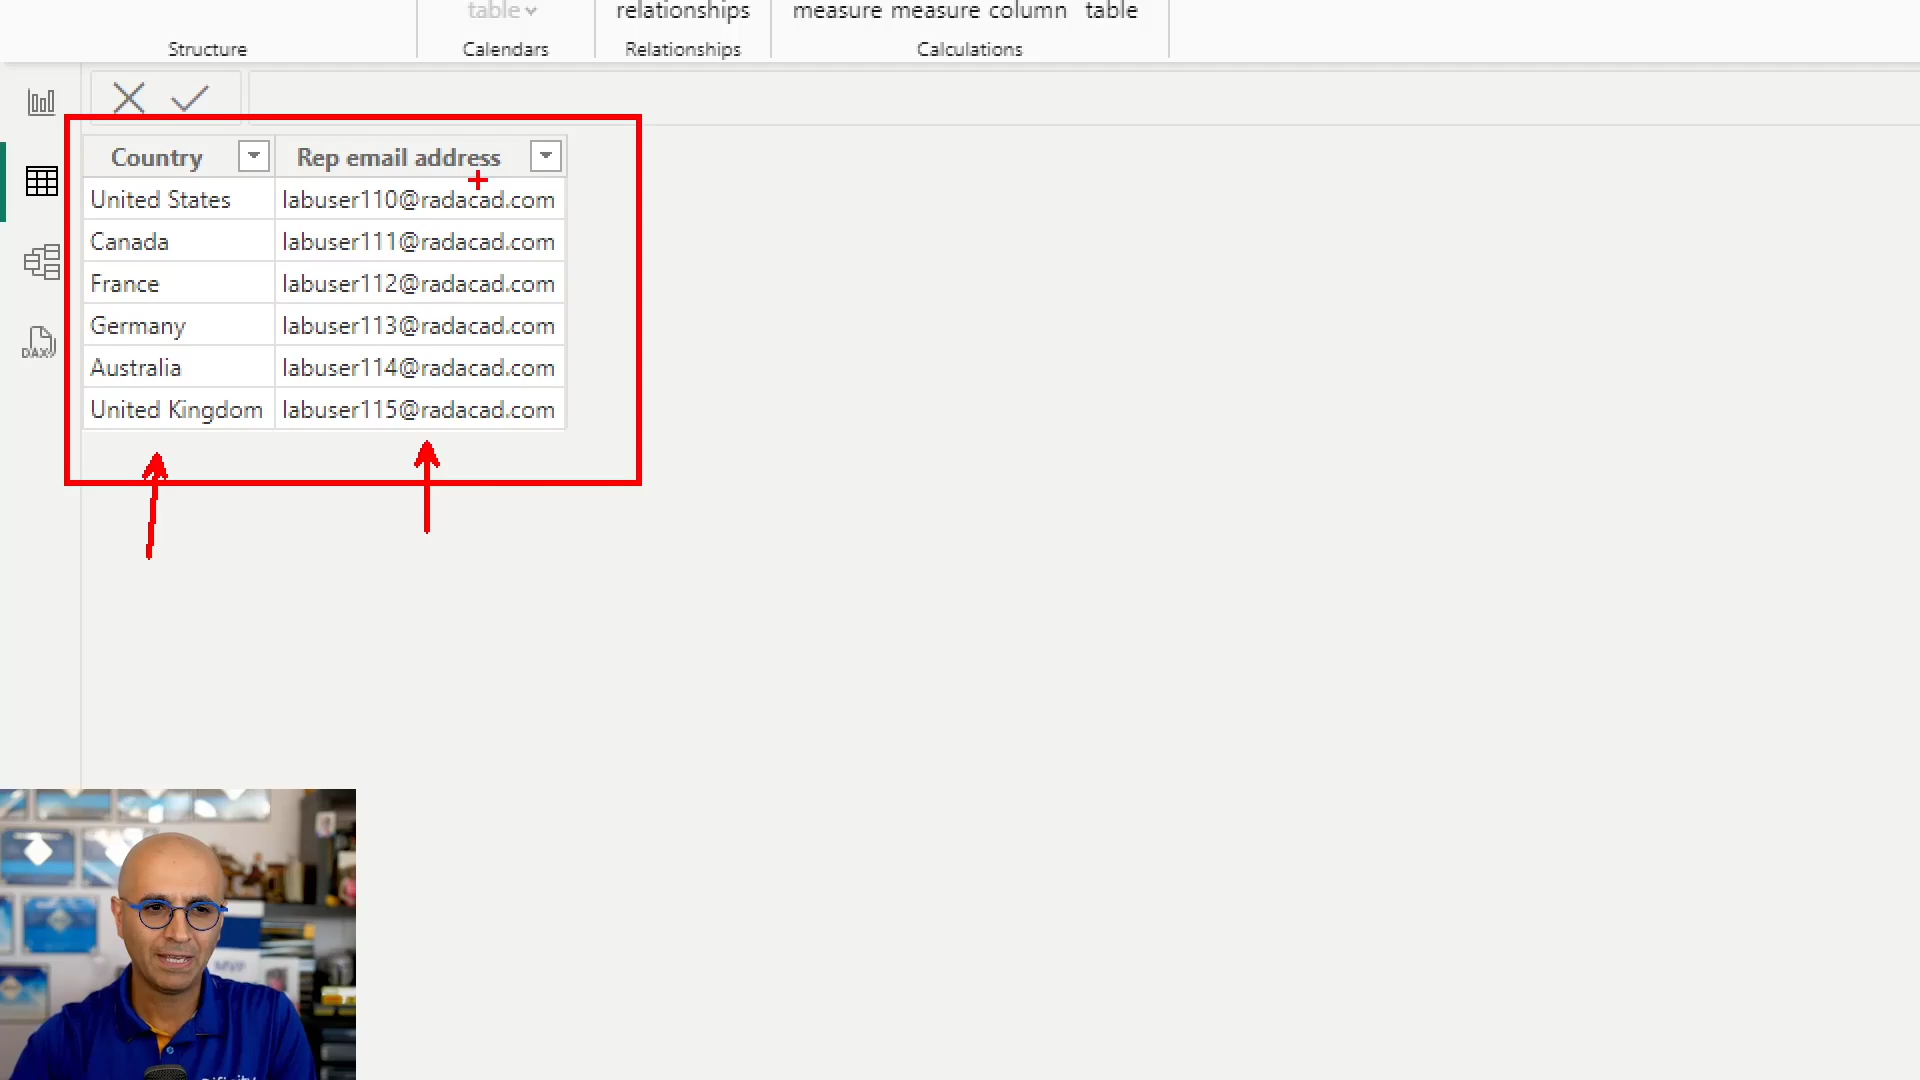 table
relationships
measure measure column table
Structure
Calendars
Relationships
Calculations
Country
Rep email address
United States
labuser110@radacad.com
Canada
labuser111@radacad.com
France
labuser112@radacad.com
Germany
labuser113@radacad.com
Australia
labuser114@radacad.com
United Kingdom
labuser115@radacad.com
DAX
MVP